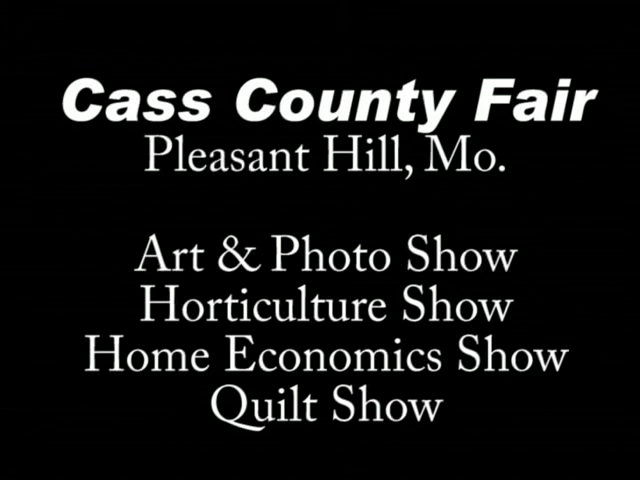 Cass County Fair
Pleasant Hill, Mo.
Art & Photo Show
Horticulture Show
Home Economics Show
Quilt Show